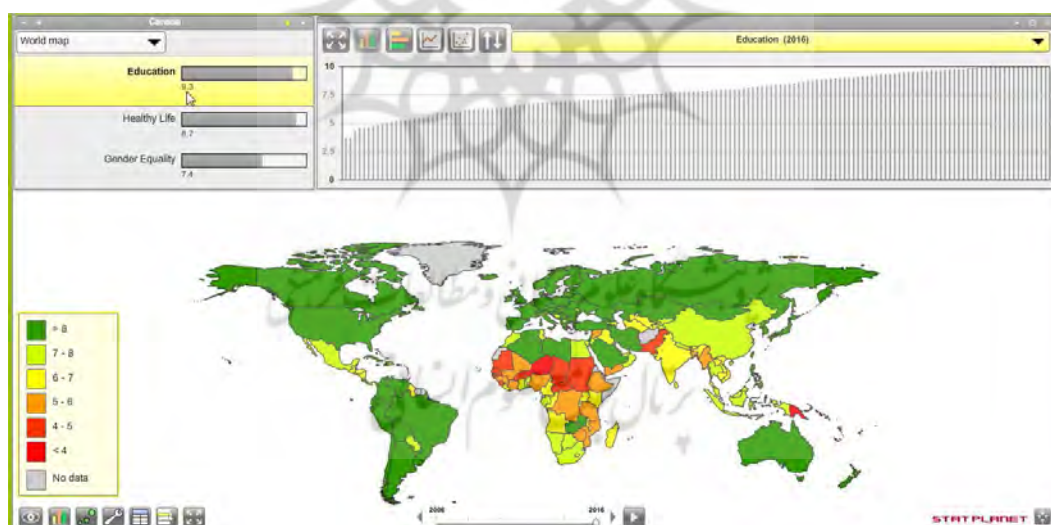 Canada
World map
Education
9.3
Healthy Life
8.7
Gender Equality
7.4
Education (2016)
10
7.5
5
2.5
0
> 8
7 - 8
6 - 7
5 - 6
4 - 5
< 4
No data
2006
2016
STATPLANET